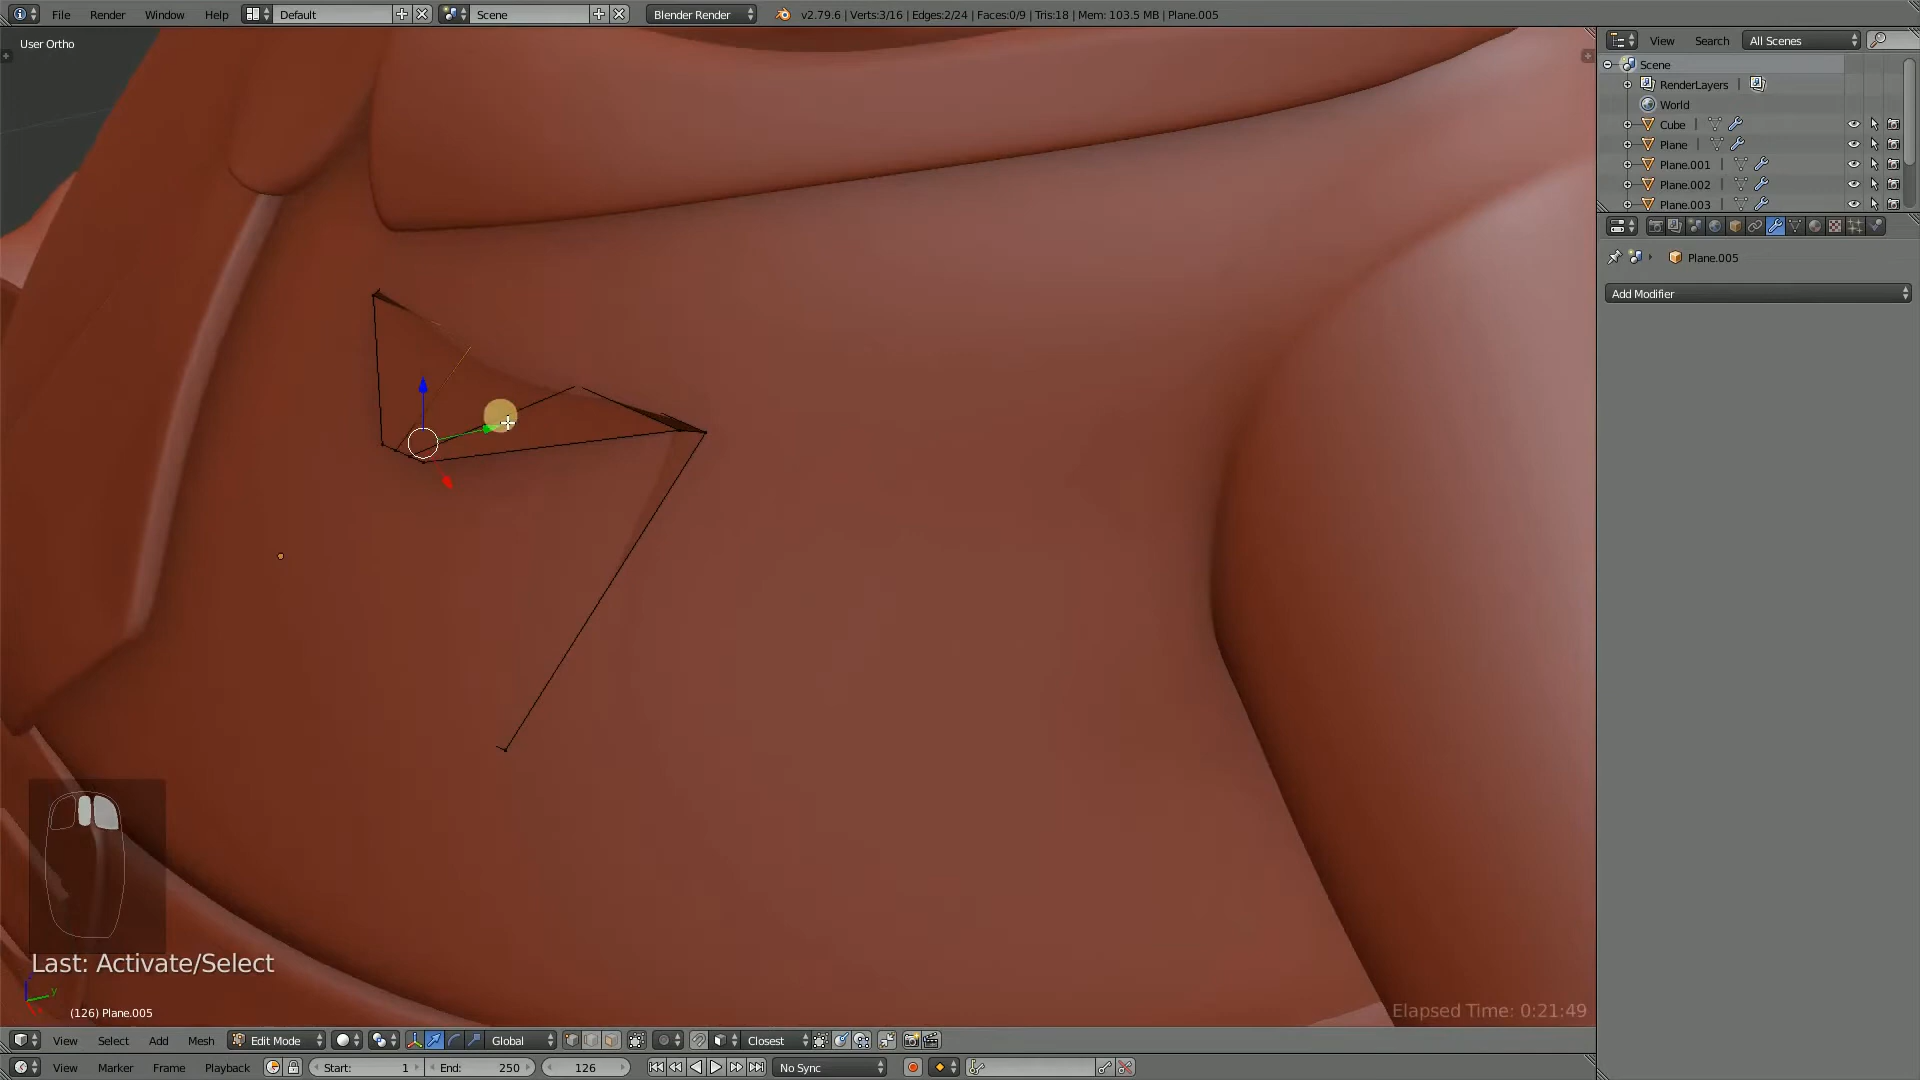 File Render Window Help Default Scene Blender Render v2.79.6 | Verts:3/16 | Edges:2/24 | Faces:0/9 | Tris:18 | Mem: 103.5 MB | Plane.005
User Ortho
View Search All Scenes
Scene
RenderLayers |
World
Cube |
Plane |
Plane.001 |
Plane.002 |
Plane.003 |
Plane.005
Add Modifier
Last: Activate/Select
y
(126) Plane.005
Elapsed Time: 0:21:49
View Select Add Mesh Edit Mode Global Closest
View Marker Frame Playback Start: 1 End: 250 126 No Sync